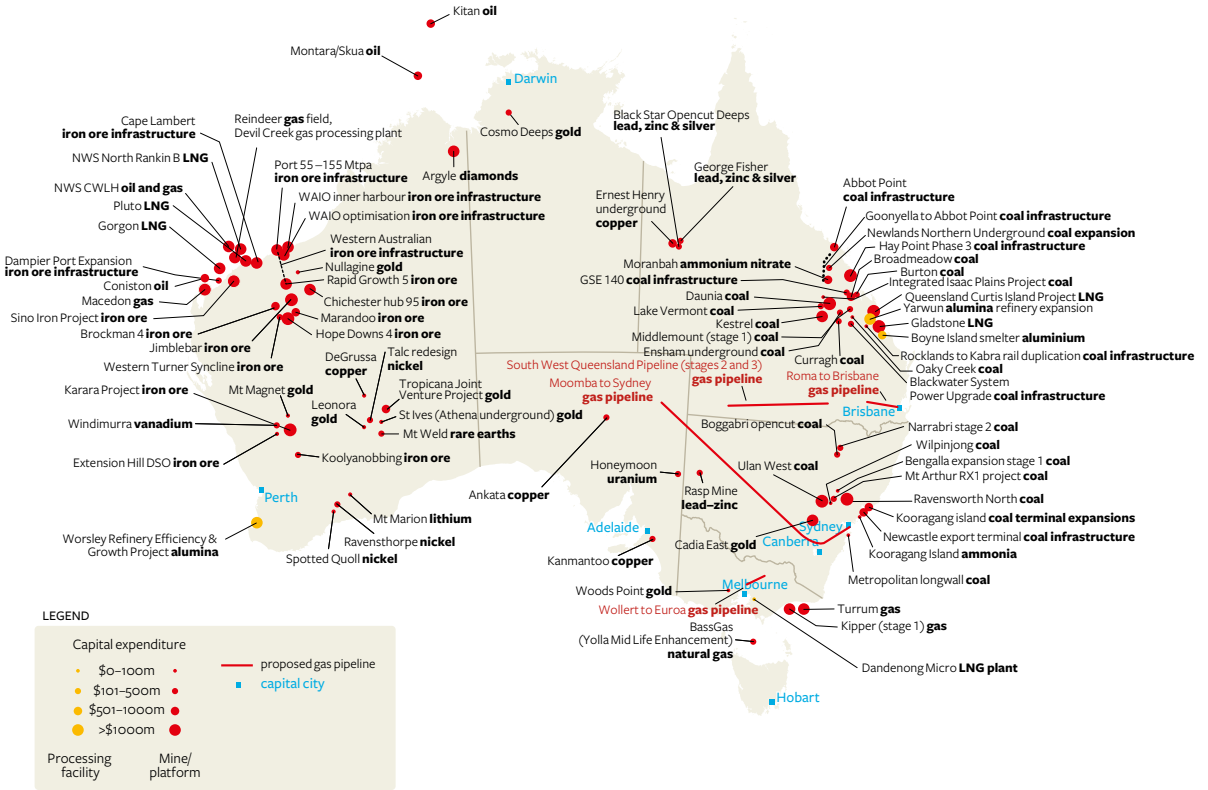 Kitan oil
Montara/Skua oil
Darwin
Cosmo Deeps gold
Argyle diamonds
Black Star Opencut Deeps
lead, zinc & silver
George Fisher
lead, zinc & silver
Ernest Henry
underground
copper
Cape Lambert
iron ore infrastructure
Reindeer gas field,
Devil Creek gas processing plant
NWS North Rankin B LNG
Port 55–155 Mtpa
iron ore infrastructure
NWS CWLH oil and gas
WAIO inner harbour iron ore infrastructure
Pluto LNG
WAIO optimisation iron ore infrastructure
Gorgon LNG
Western Australian
iron ore infrastructure
Dampier Port Expansion
iron ore infrastructure
Nullagine gold
Coniston oil
Rapid Growth 5 iron ore
Macedon gas
Chichester hub 95 iron ore
Sino Iron Project iron ore
Marandoo iron ore
Brockman 4 iron ore
Hope Downs 4 iron ore
Jimblebar iron ore
Western Turner Syncline iron ore
DeGrussa
copper
Talc redesign
nickel
Karara Project iron ore
Mt Magnet gold
Tropicana Joint
Venture Project gold
Leonora
gold
St Ives (Athena underground) gold
Windimurra vanadium
Mt Weld rare earths
Extension Hill DSO iron ore
Koolyanobbing iron ore
Perth
Mt Marion lithium
Worsley Refinery Efficiency &
Growth Project alumina
Ravensthorpe nickel
Spotted Quoll nickel
Abbot Point
coal infrastructure
Goonyella to Abbot Point coal infrastructure
Newlands Northern Underground coal expansion
Hay Point Phase 3 coal infrastructure
Broadmeadow coal
Moranbah ammonium nitrate
Burton coal
GSE 140 coal infrastructure
Integrated Isaac Plains Project coal
Daunia coal
Queensland Curtis Island Project LNG
Lake Vermont coal
Yarwun alumina refinery expansion
Kestrel coal
Gladstone LNG
Middlemount (stage 1) coal
Boyne Island smelter aluminium
Ensham underground coal
Curragh coal
Rocklands to Kabra rail duplication coal infrastructure
Oaky Creek coal
Blackwater System
Power Upgrade coal infrastructure
South West Queensland Pipeline (stages 2 and 3)
gas pipeline
Moomba to Sydney
gas pipeline
Roma to Brisbane
gas pipeline
Brisbane
Boggabri opencut coal
Narrabri stage 2 coal
Wilpinjong coal
Ulan West coal
Bengalla expansion stage 1 coal
Mt Arthur RX1 project coal
Honeymoon
uranium
Rasp Mine
lead–zinc
Ankata copper
Ravensworth North coal
Kooragang island coal terminal expansions
Adelaide
Sydney
Newcastle export terminal coal infrastructure
Cadia East gold
Canberra
Kooragang Island ammonia
Kanmantoo copper
Metropolitan longwall coal
Woods Point gold
Melbourne
Wollert to Euroa gas pipeline
Turrum gas
Kipper (stage 1) gas
BassGas
(Yolla Mid Life Enhancement)
natural gas
Dandenong Micro LNG plant
Hobart
LEGEND
Capital expenditure
$0–100m
$101–500m
$501–1000m
>$1000m
Processing
facility
Mine/
platform
proposed gas pipeline
capital city